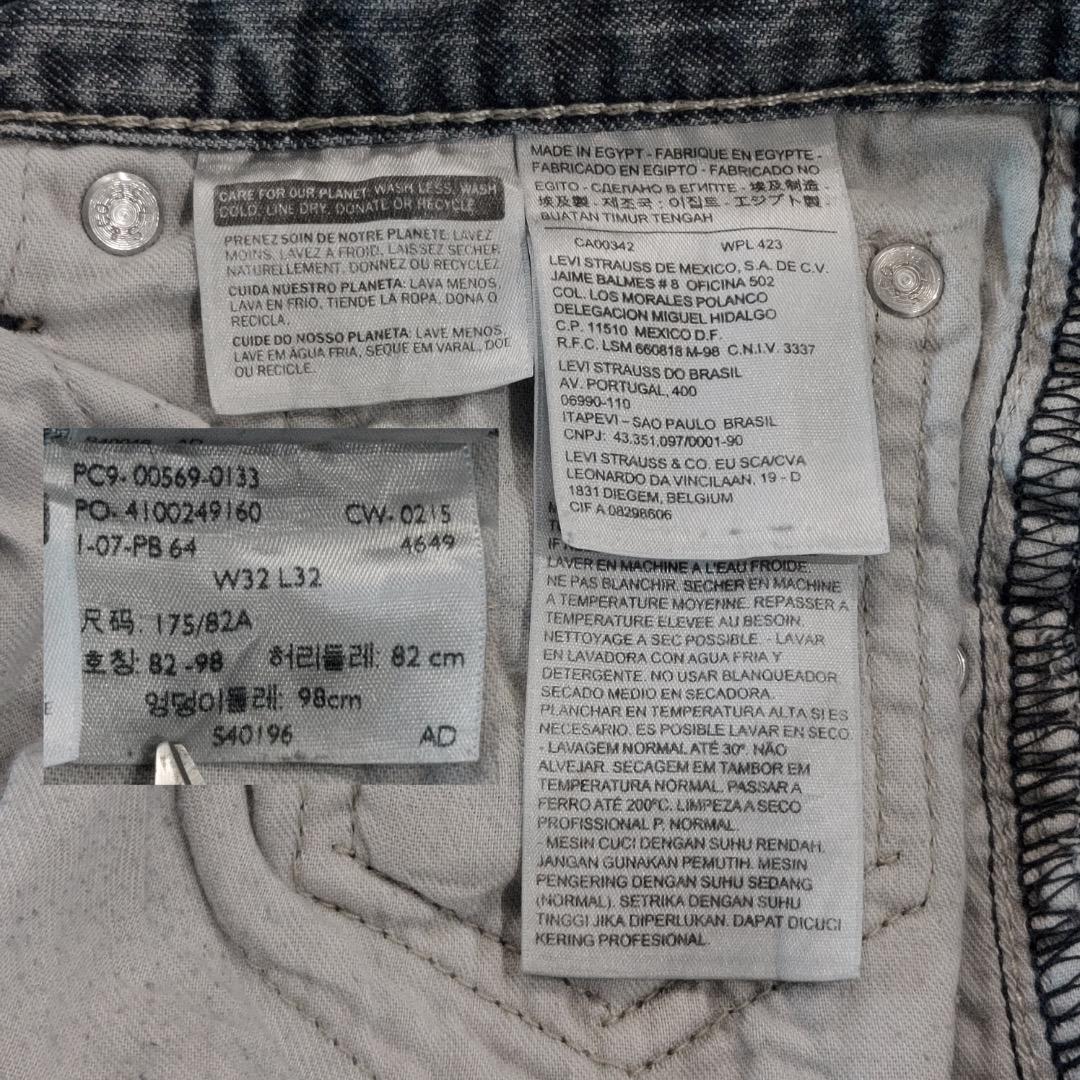 CARE FOR OUR PLANET: WASH LESS, WASH
COLD, LINE DRY, DONATE OR RECYCLE.
PRENEZ SOIN DE NOTRE PLANETE: LAVEZ
MOINS, LAVEZ A FROID, LAISSEZ SECHER
NATURELLEMENT, DONNEZ OU RECYCLEZ.
CUIDA NUESTRO PLANETA: LAVA MENOS,
LAVA EN FRIO, TIENDE LA ROPA, DONA O
RECICLA.
CUIDE DO NOSSO PLANETA: LAVE MENOS,
LAVE EM ÁGUA FRIA, SEQUE EM VARAL, DOE
OU RECICLE.
MADE IN EGYPT - FABRIQUE EN EGYPTE -
FABRICADO EN EGIPTO - FABRICADO NO
EGITO - СДЕЛАНО В ЕГИПТЕ - 埃及制造 -
埃及製 - 제조국 : 이집트 - エジプト製 -
BUATAN TIMUR TENGAH
CA00342 WPL 423
LEVI STRAUSS DE MEXICO, S.A. DE C.V.
JAIME BALMES # 8 OFICINA 502
COL. LOS MORALES POLANCO
DELEGACION MIGUEL HIDALGO
C.P. 11510 MEXICO D.F.
R.F.C. LSM 660818 M-98 C.N.I.V. 3337
LEVI STRAUSS DO BRASIL
AV. PORTUGAL, 400
06990-110
ITAPEVI – SAO PAULO BRASIL
CNPJ: 43.351,097/0001-90
LEVI STRAUSS & CO. EU SCA/CVA
LEONARDO DA VINCILAAN. 19 - D
1831 DIEGEM, BELGIUM
CIF A 08298606
LAVER EN MACHINE A L'EAU FROIDE.
NE PAS BLANCHIR. SECHER EN MACHINE
A TEMPERATURE MOYENNE. REPASSER A
TEMPERATURE ELEVEE AU BESOIN.
NETTOYAGE A SEC POSSIBLE. - LAVAR
EN LAVADORA CON AGUA FRIA Y
DETERGENTE. NO USAR BLANQUEADOR.
SECADO MEDIO EN SECADORA.
PLANCHAR EN TEMPERATURA ALTA SI ES
NECESARIO. ES POSIBLE LAVAR EN SECO.
- LAVAGEM NORMAL ATÉ 30º. NÃO
ALVEJAR. SECAGEM EM TAMBOR EM
TEMPERATURA NORMAL. PASSAR A
FERRO ATÉ 200ºC. LIMPEZA A SECO
PROFISSIONAL P. NORMAL.
- MESIN CUCI DENGAN SUHU RENDAH.
JANGAN GUNAKAN PEMUTIH. MESIN
PENGERING DENGAN SUHU SEDANG
(NORMAL). SETRIKA DENGAN SUHU
TINGGI JIKA DIPERLUKAN. DAPAT DICUCI
KERING PROFESIONAL.
PC9- 00569-0133
PO- 4100249160 CW- 0215
1-07-PB 64 4649
W32 L32
尺码: 175/82A
호칭: 82 -98 허리둘레: 82 cm
엉덩이둘레: 98cm
S40196 AD